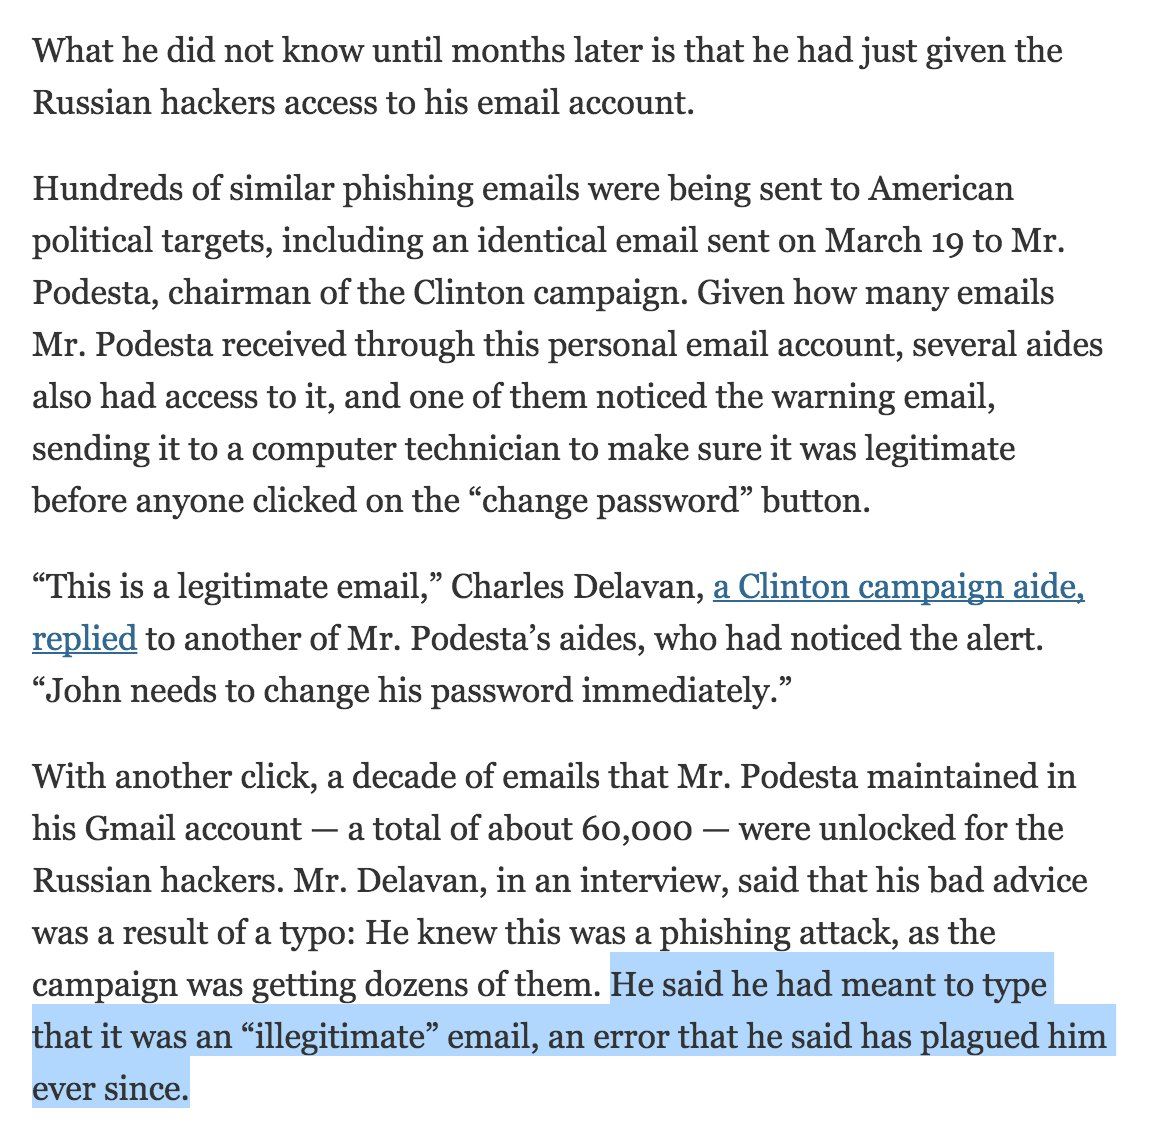 What he did not know until months later is that he had just given the
Russian hackers access to his email account.
Hundreds of similar phishing emails were being sent to American
political targets, including an identical email sent on March 19 to Mr.
Podesta, chairman of the Clinton campaign. Given how many emails
Mr. Podesta received through this personal email account, several aides
also had access to it, and one of them noticed the warning email,
sending it to a computer technician to make sure it was legitimate
before anyone clicked on the “change password” button.
“This is a legitimate email,” Charles Delavan, a Clinton campaign aide,
replied to another of Mr. Podesta’s aides, who had noticed the alert.
“John needs to change his password immediately.”
With another click, a decade of emails that Mr. Podesta maintained in
his Gmail account — a total of about 60,000 — were unlocked for the
Russian hackers. Mr. Delavan, in an interview, said that his bad advice
was a result of a typo: He knew this was a phishing attack, as the
campaign was getting dozens of them. He said he had meant to type
that it was an “illegitimate” email, an error that he said has plagued him
ever since.